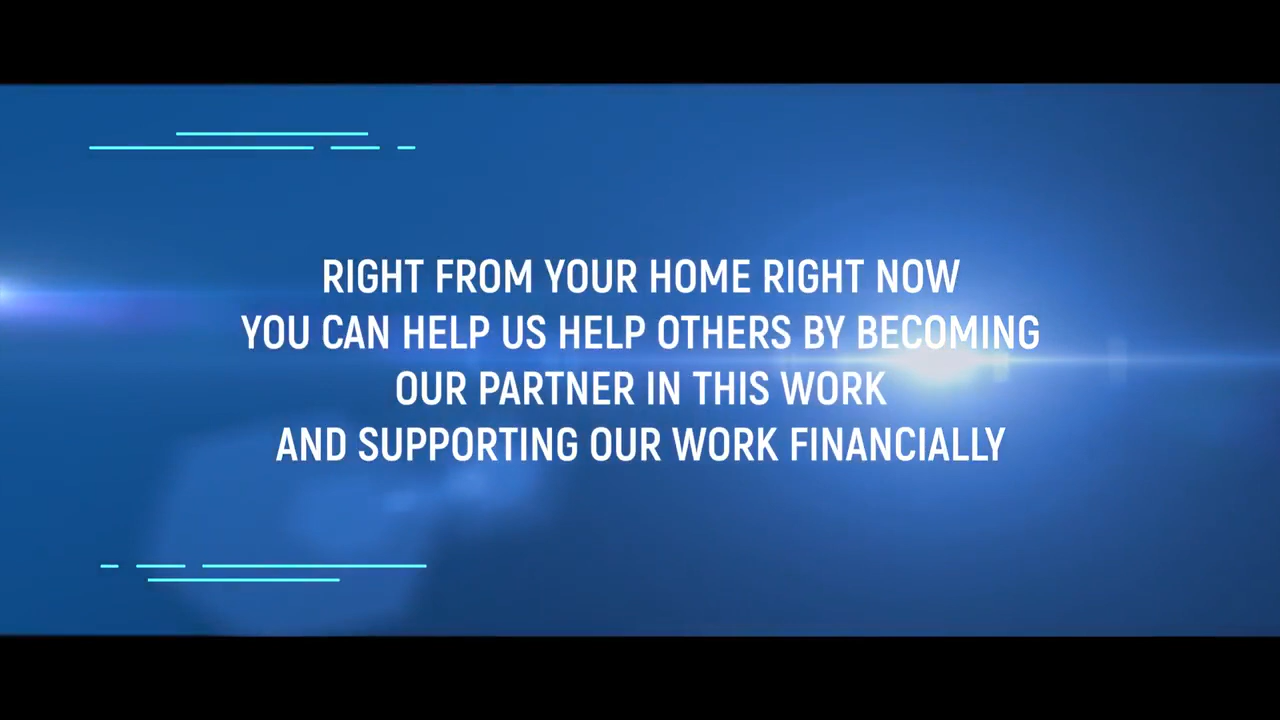 RIGHT FROM YOUR HOME RIGHT NOW
YOU CAN HELP US HELP OTHERS BY BECOMING
OUR PARTNER IN THIS WORK
AND SUPPORTING OUR WORK FINANCIALLY